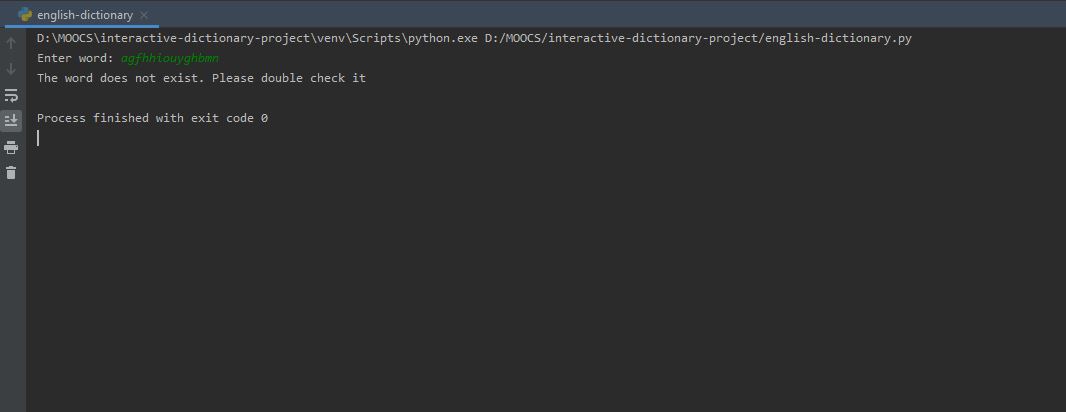 english-dictionary
D:\MOOCS\interactive-dictionary-project\venv\Scripts\python.exe D:/MOOCS/interactive-dictionary-project/english-dictionary.py
Enter word: agfhhiouyghbmn
The word does not exist. Please double check it
Process finished with exit code 0